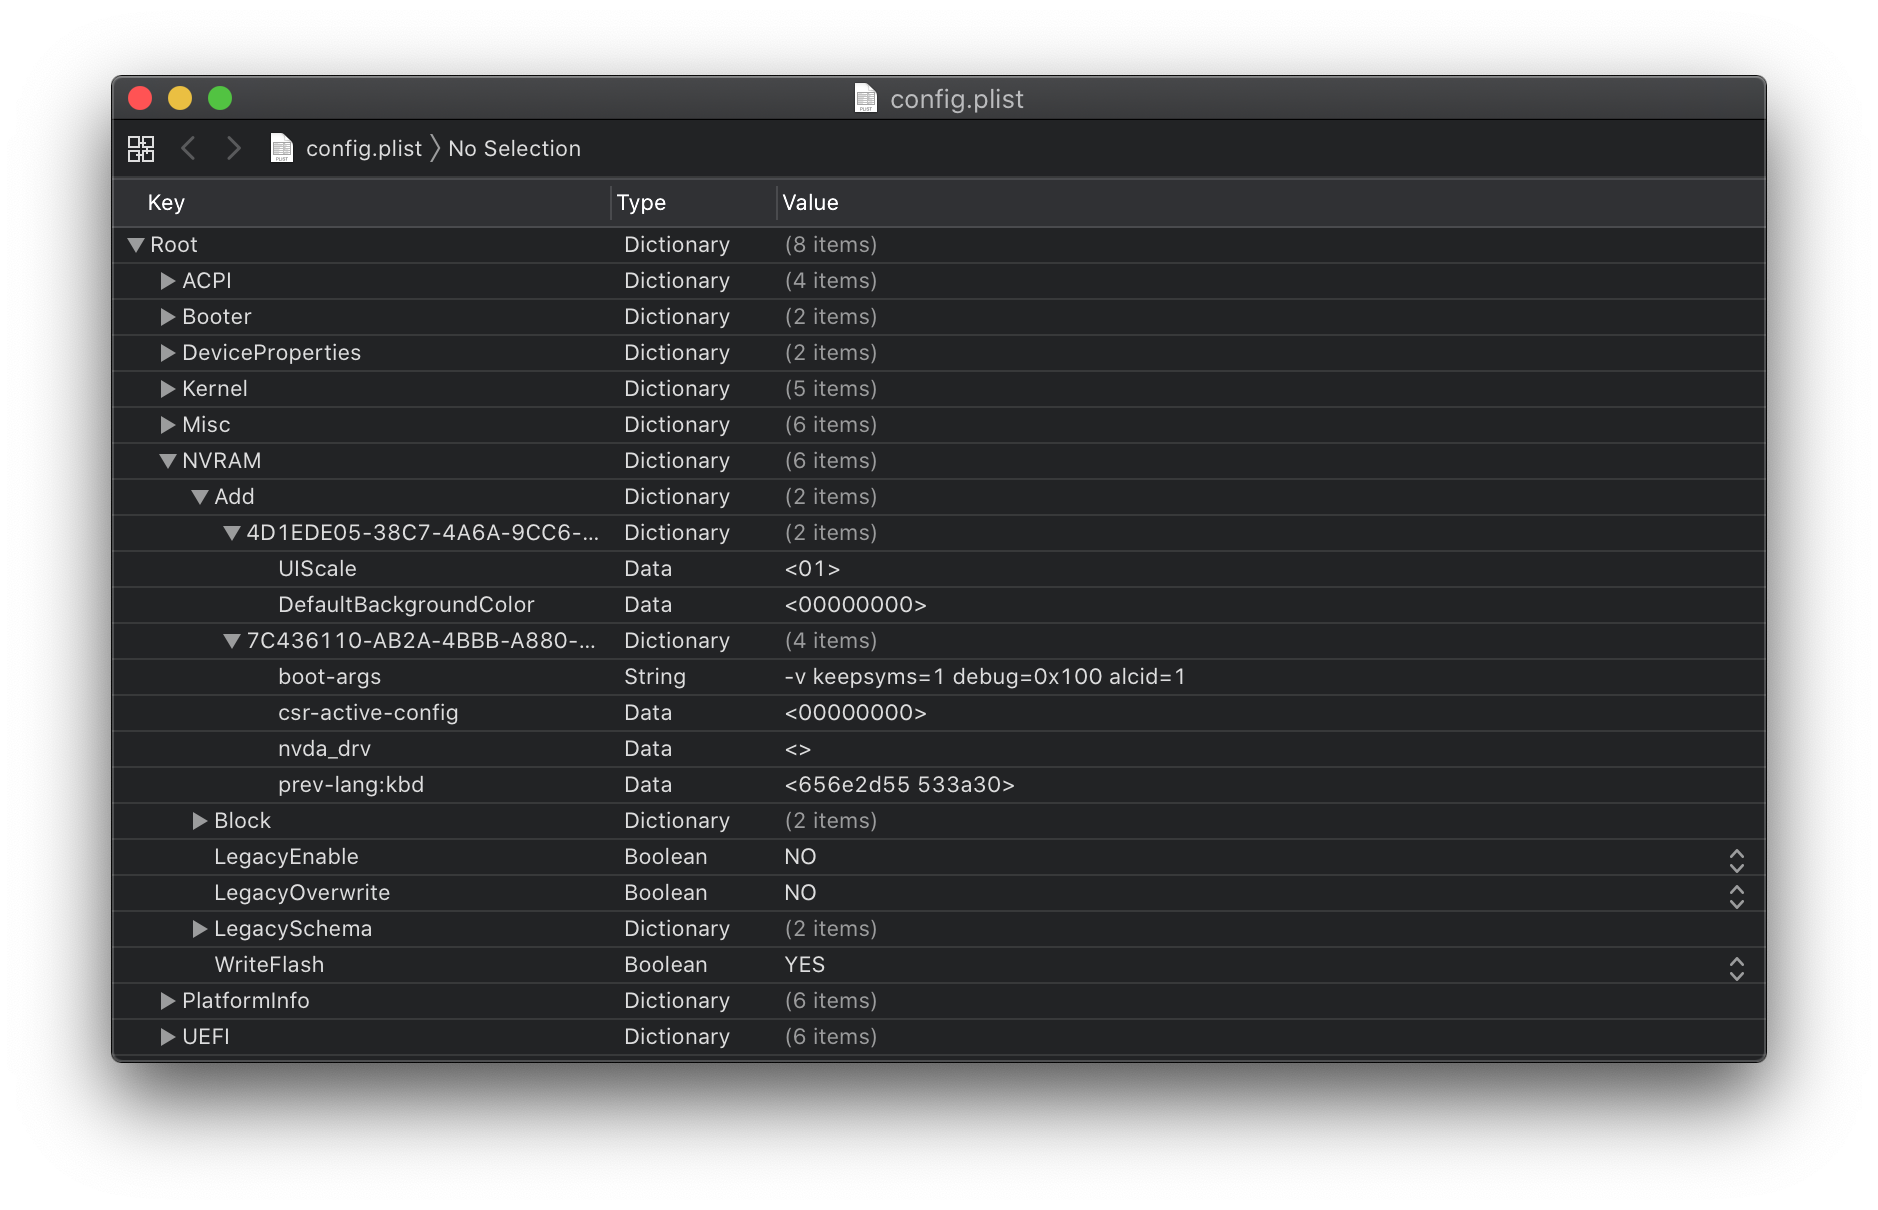 config.plist
config.plist 〉 No Selection
Key Type Value
Root Dictionary (8 items)
ACPI Dictionary (4 items)
Booter Dictionary (2 items)
DeviceProperties Dictionary (2 items)
Kernel Dictionary (5 items)
Misc Dictionary (6 items)
NVRAM Dictionary (6 items)
Add Dictionary (2 items)
4D1EDE05-38C7-4A6A-9CC6-... Dictionary (2 items)
UIScale Data <01>
DefaultBackgroundColor Data <00000000>
7C436110-AB2A-4BBB-A880-... Dictionary (4 items)
boot-args String -v keepsyms=1 debug=0x100 alcid=1
csr-active-config Data <00000000>
nvda_drv Data <>
prev-lang:kbd Data <656e2d55 533a30>
Block Dictionary (2 items)
LegacyEnable Boolean NO
LegacyOverwrite Boolean NO
LegacySchema Dictionary (2 items)
WriteFlash Boolean YES
PlatformInfo Dictionary (6 items)
UEFI Dictionary (6 items)